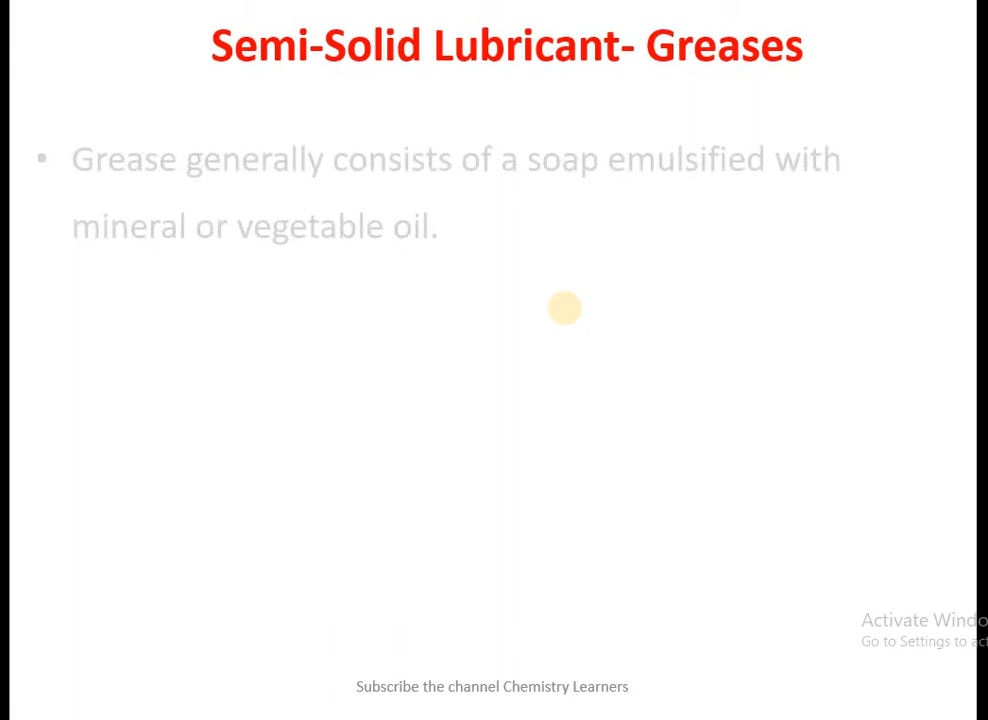 Semi-Solid Lubricant- Greases
• Grease generally consists of a soap emulsified with
mineral or vegetable oil.
Activate Windo
Go to Settings to act
Subscribe the channel Chemistry Learners